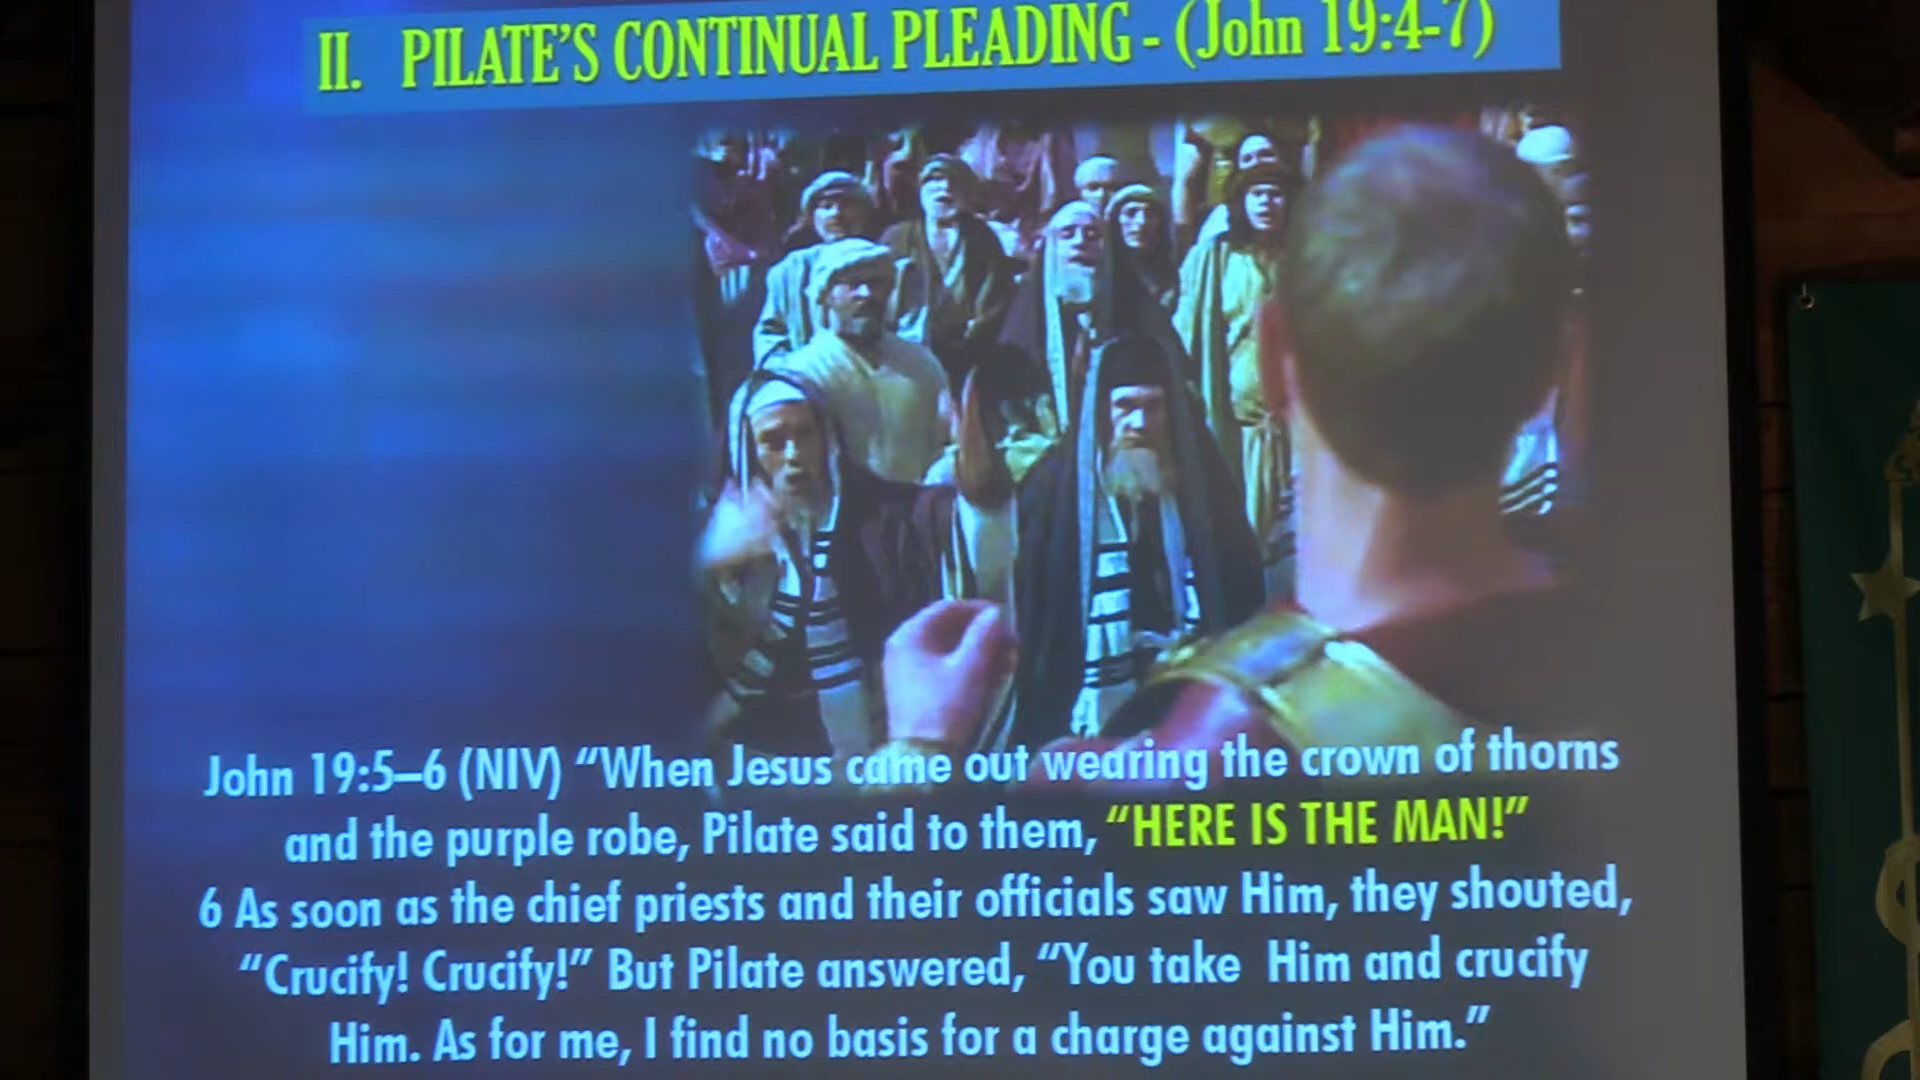 II. PILATE'S CONTINUAL PLEADING - (John 19:4-7)
John 19:5–6 (NIV) “When Jesus came out wearing the crown of thorns
and the purple robe, Pilate said to them, “HERE IS THE MAN!”
6 As soon as the chief priests and their officials saw Him, they shouted,
“Crucify! Crucify!” But Pilate answered, “You take Him and crucify
Him. As for me, I find no basis for a charge against Him.”